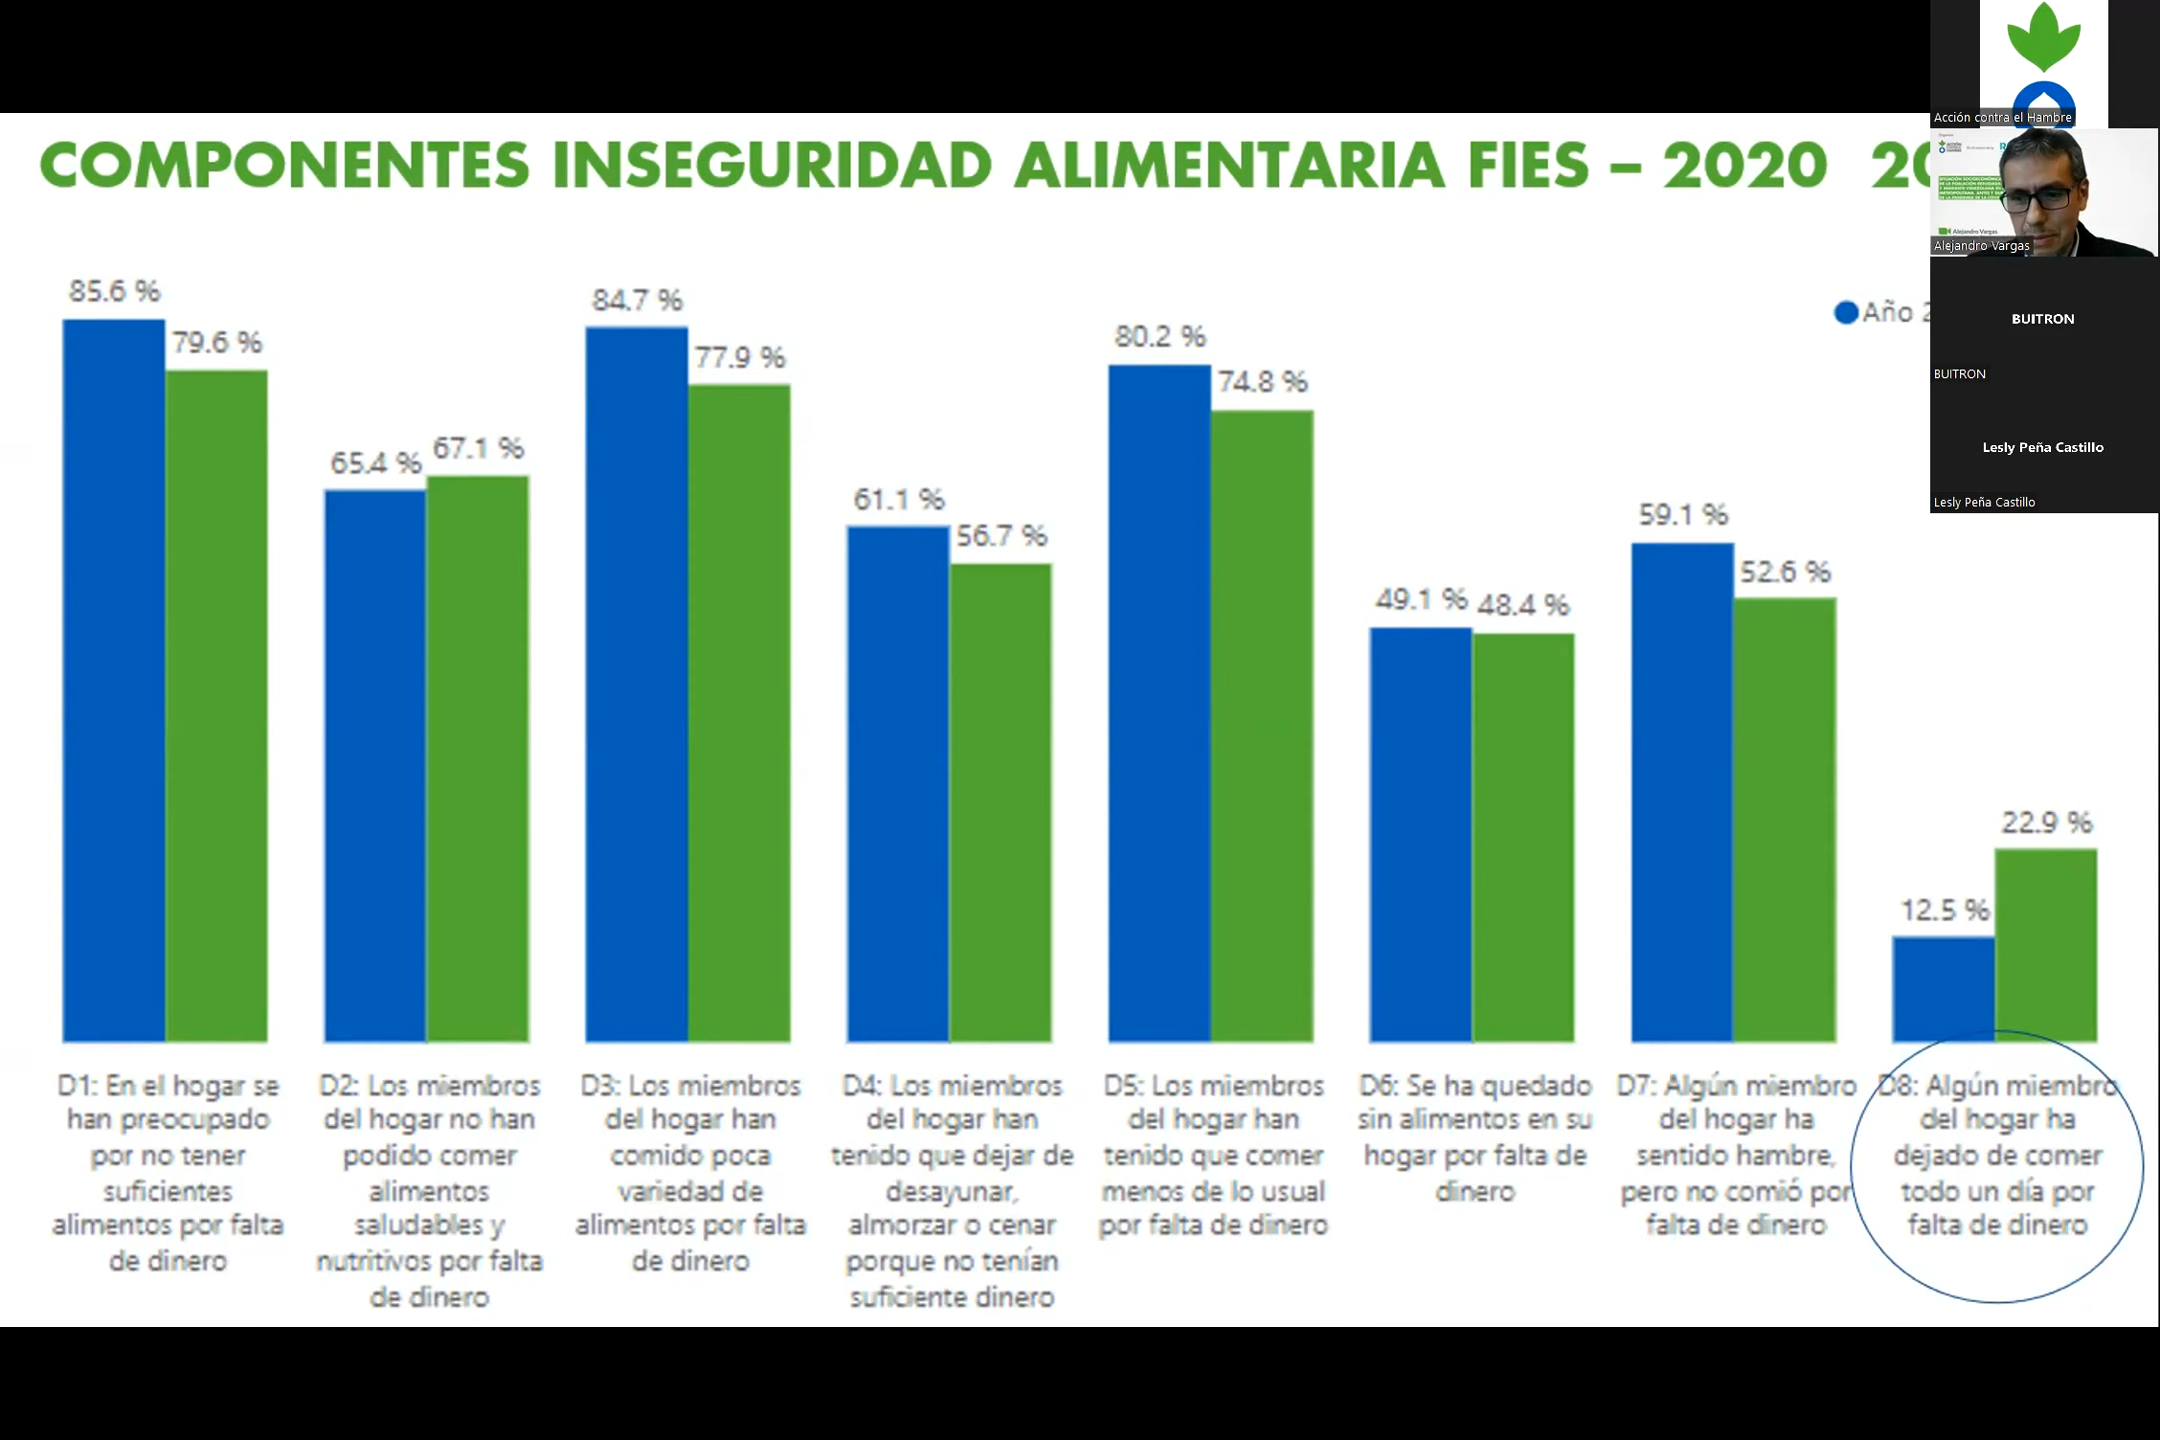 COMPONENTES INSEGURIDAD ALIMENTARIA FIES – 2020
Acción contra el Hambre
Alejandro Vargas
Alejandro Vargas
BUITRON
BUITRON
Lesly Peña Castillo
Lesly Peña Castillo
Año
85.6 %
79.6 %
65.4 %
67.1 %
84.7 %
77.9 %
61.1 %
56.7 %
80.2 %
74.8 %
49.1 %
48.4 %
59.1 %
52.6 %
12.5 %
22.9 %
D1: En el hogar se
han preocupado
por no tener
suficientes
alimentos por falta
de dinero
D2: Los miembros
del hogar no han
podido comer
alimentos
saludables y
nutritivos por falta
de dinero
D3: Los miembros
del hogar han
comido poca
variedad de
alimentos por falta
de dinero
D4: Los miembros
del hogar han
tenido que dejar de
desayunar,
almorzar o cenar
porque no tenían
suficiente dinero
D5: Los miembros
del hogar han
tenido que comer
menos de lo usual
por falta de dinero
D6: Se ha quedado
sin alimentos en su
hogar por falta de
dinero
D7: Algún miembro
del hogar ha
sentido hambre,
pero no comió por
falta de dinero
D8: Algún miembro
del hogar ha
dejado de comer
todo un día por
falta de dinero